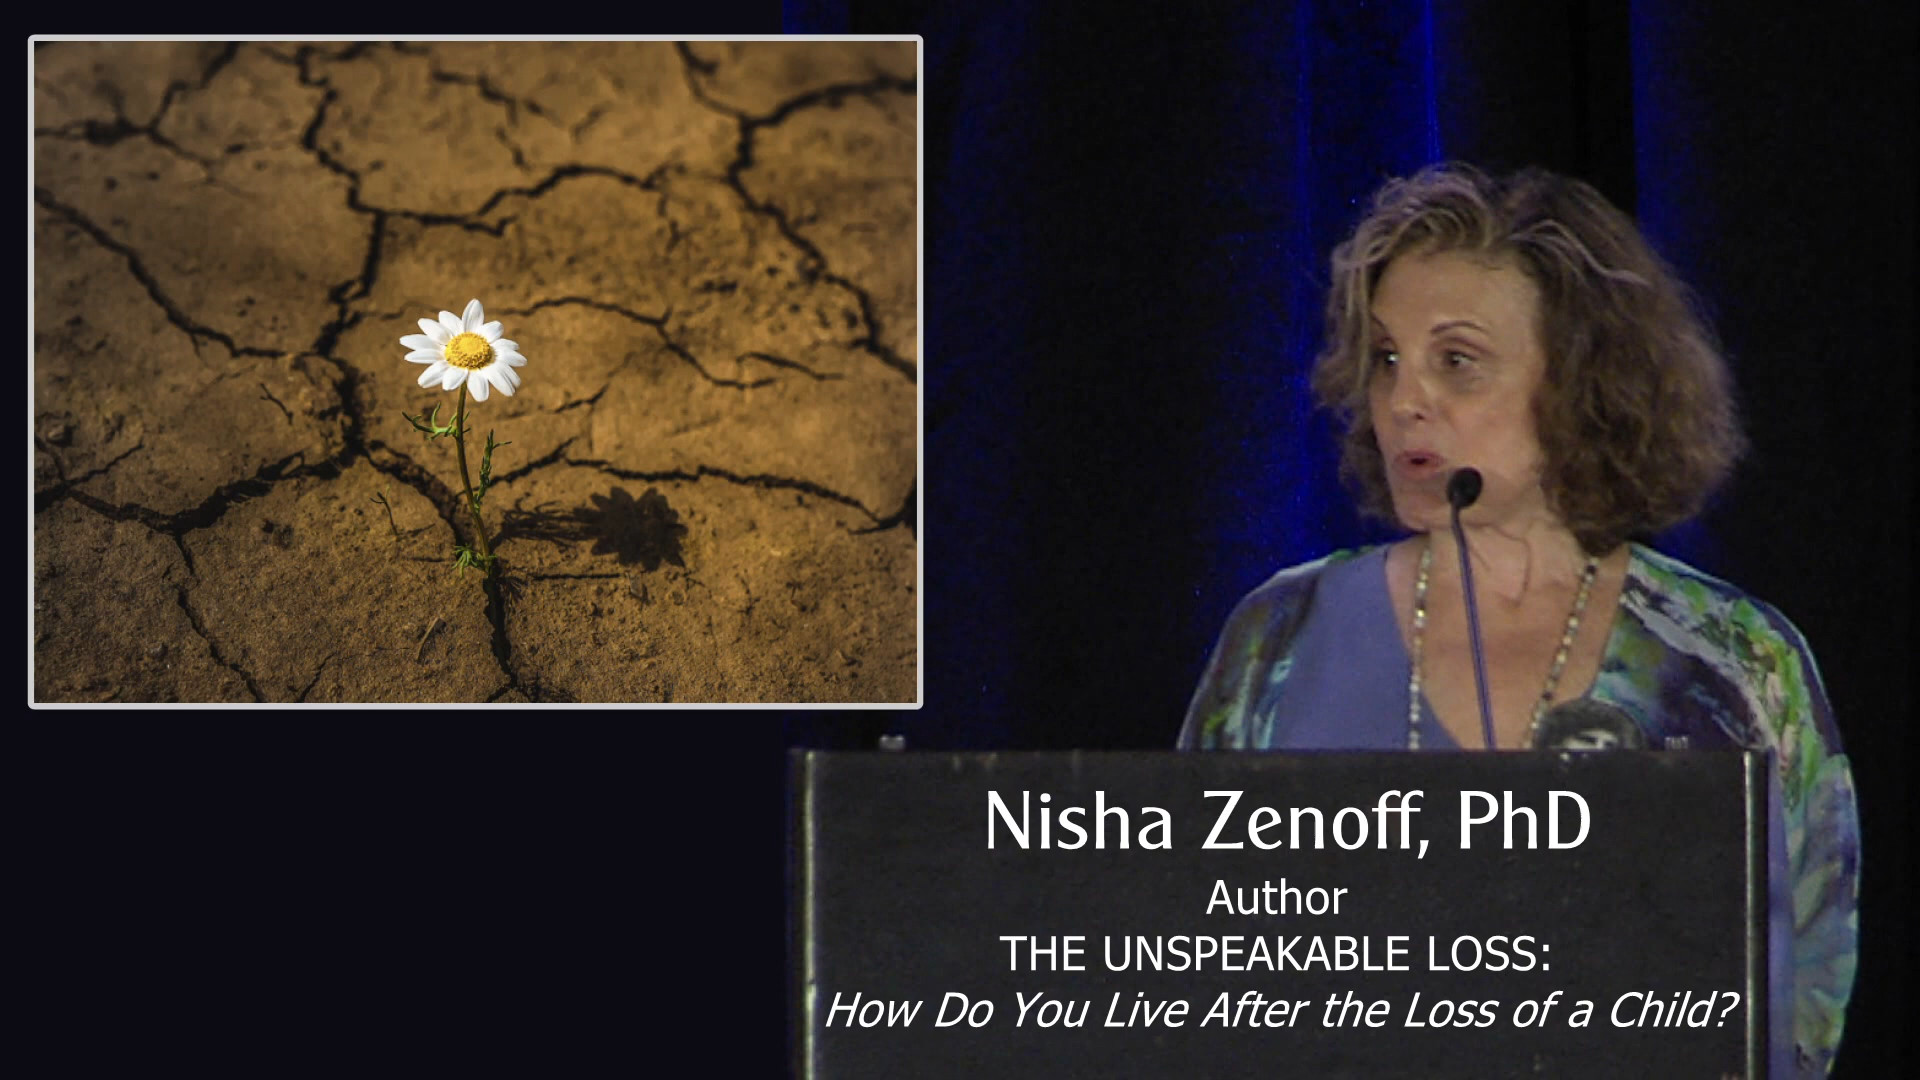 Nisha Zenoff, PhD
Author
THE UNSPEAKABLE LOSS:
How Do You Live After the Loss of a Child?